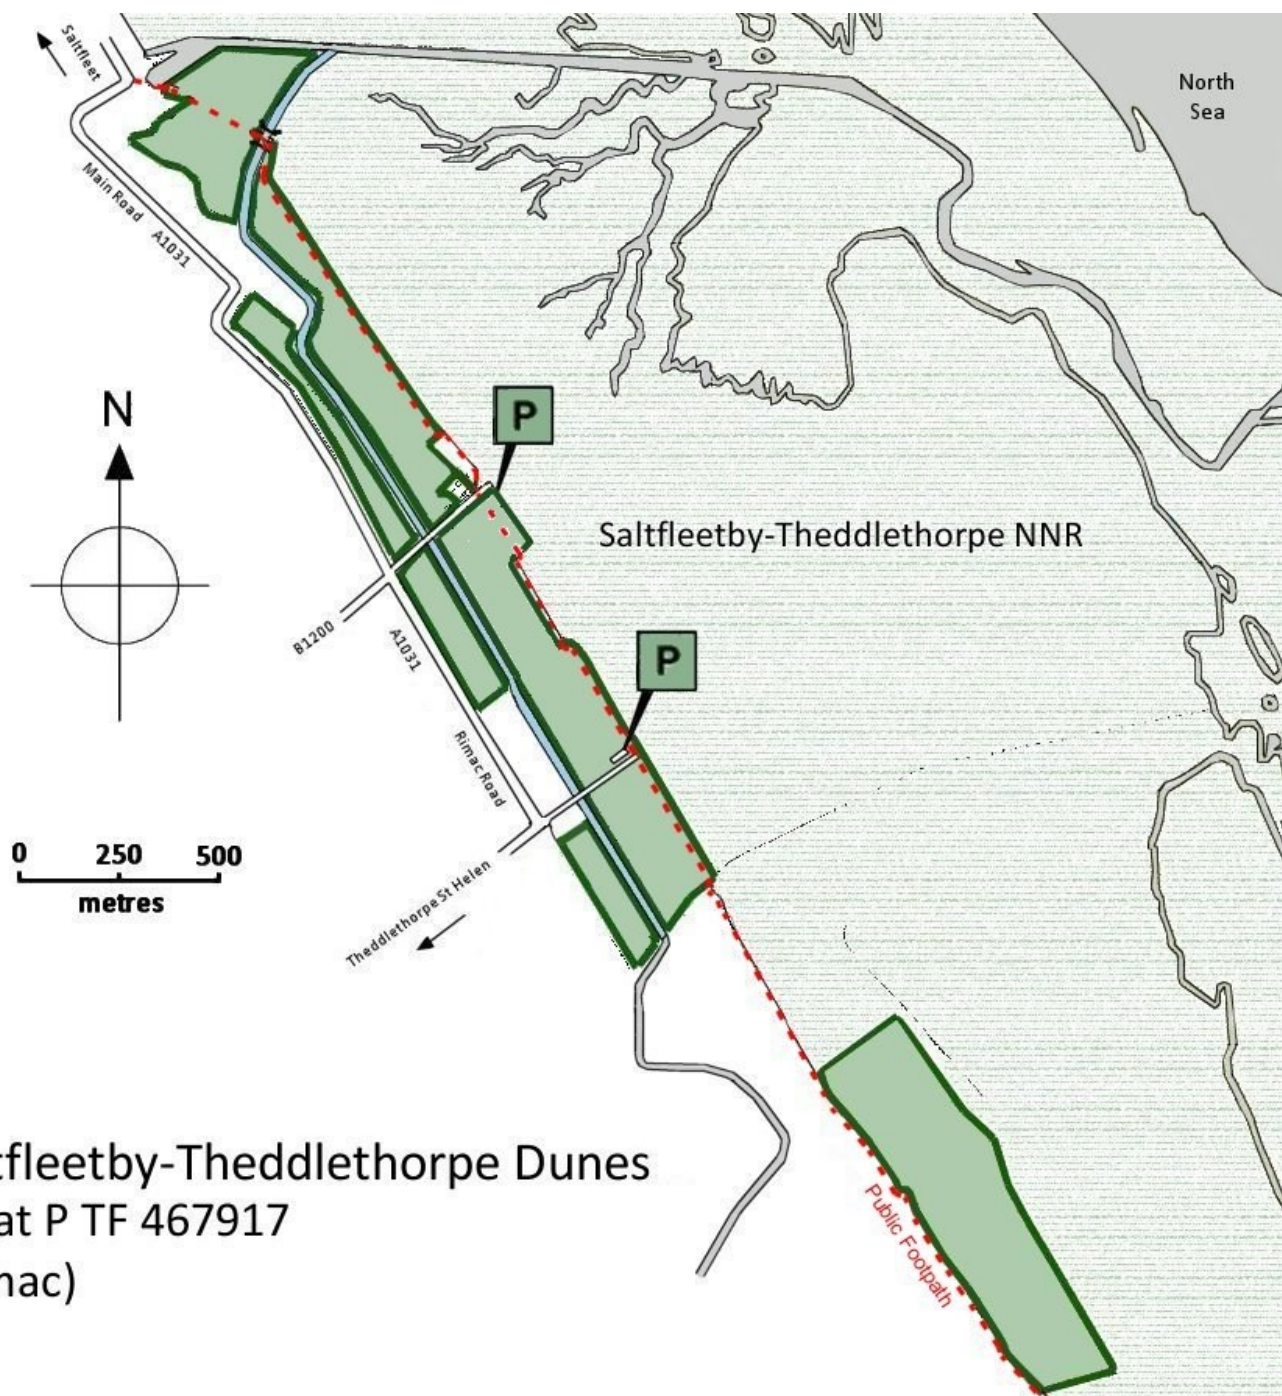 Saltfleet
North
Sea
Main Road
A1031
N
P
Saltfleetby-Theddlethorpe NNR
B1200
A1031
P
Rimac Road
0 250 500
metres
Theddlethorpe St Helen
tfleetby-Theddlethorpe Dunes
at P TF 467917
mac)
Public Footpath